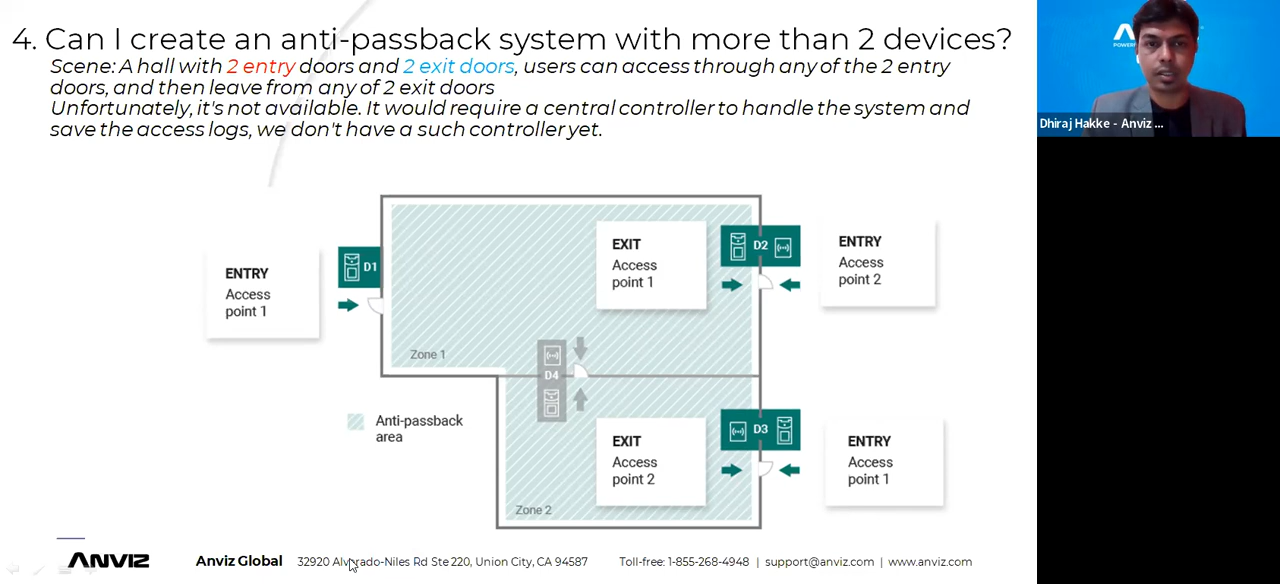 4. Can I create an anti-passback system with more than 2 devices?
Scene: A hall with 2 entry doors and 2 exit doors, users can access through any of the 2 entry
doors, and then leave from any of 2 exit doors
Unfortunately, it's not available. It would require a central controller to handle the system and
save the access logs, we don't have a such controller yet.
Dhiraj Hakke - Anviz ...
ENTRY
Access
point 1
D1
EXIT
Access
point 1
D2
ENTRY
Access
point 2
Zone 1
D4
Anti-passback
area
EXIT
Access
point 2
D3
ENTRY
Access
point 1
Zone 2
ANVIZ
Anviz Global 32920 Alvarado-Niles Rd Ste 220, Union City, CA 94587 Toll-free: 1-855-268-4948 | support@anviz.com | www.anviz.com